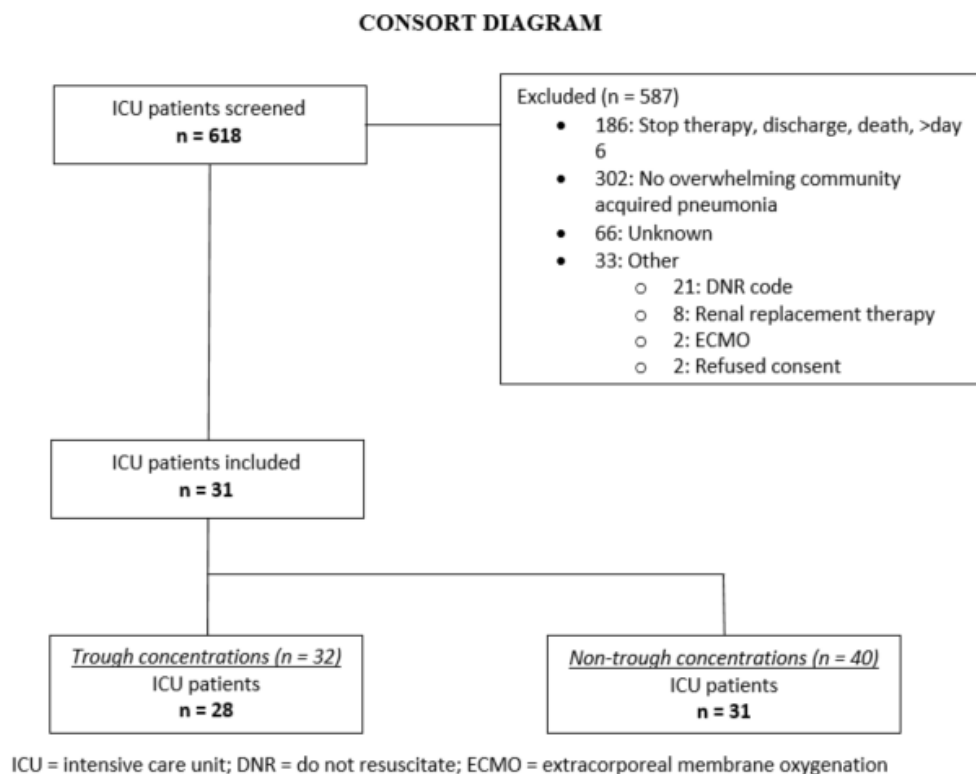 CONSORT DIAGRAM
ICU patients screened
n = 618
Excluded (n = 587)
• 186: Stop therapy, discharge, death, >day
6
• 302: No overwhelming community
acquired pneumonia
• 66: Unknown
• 33: Other
o 21: DNR code
o 8: Renal replacement therapy
o 2: ECMO
o 2: Refused consent
ICU patients included
n = 31
Trough concentrations (n = 32)
ICU patients
n = 28
Non-trough concentrations (n = 40)
ICU patients
n = 31
ICU = intensive care unit; DNR = do not resuscitate; ECMO = extracorporeal membrane oxygenation